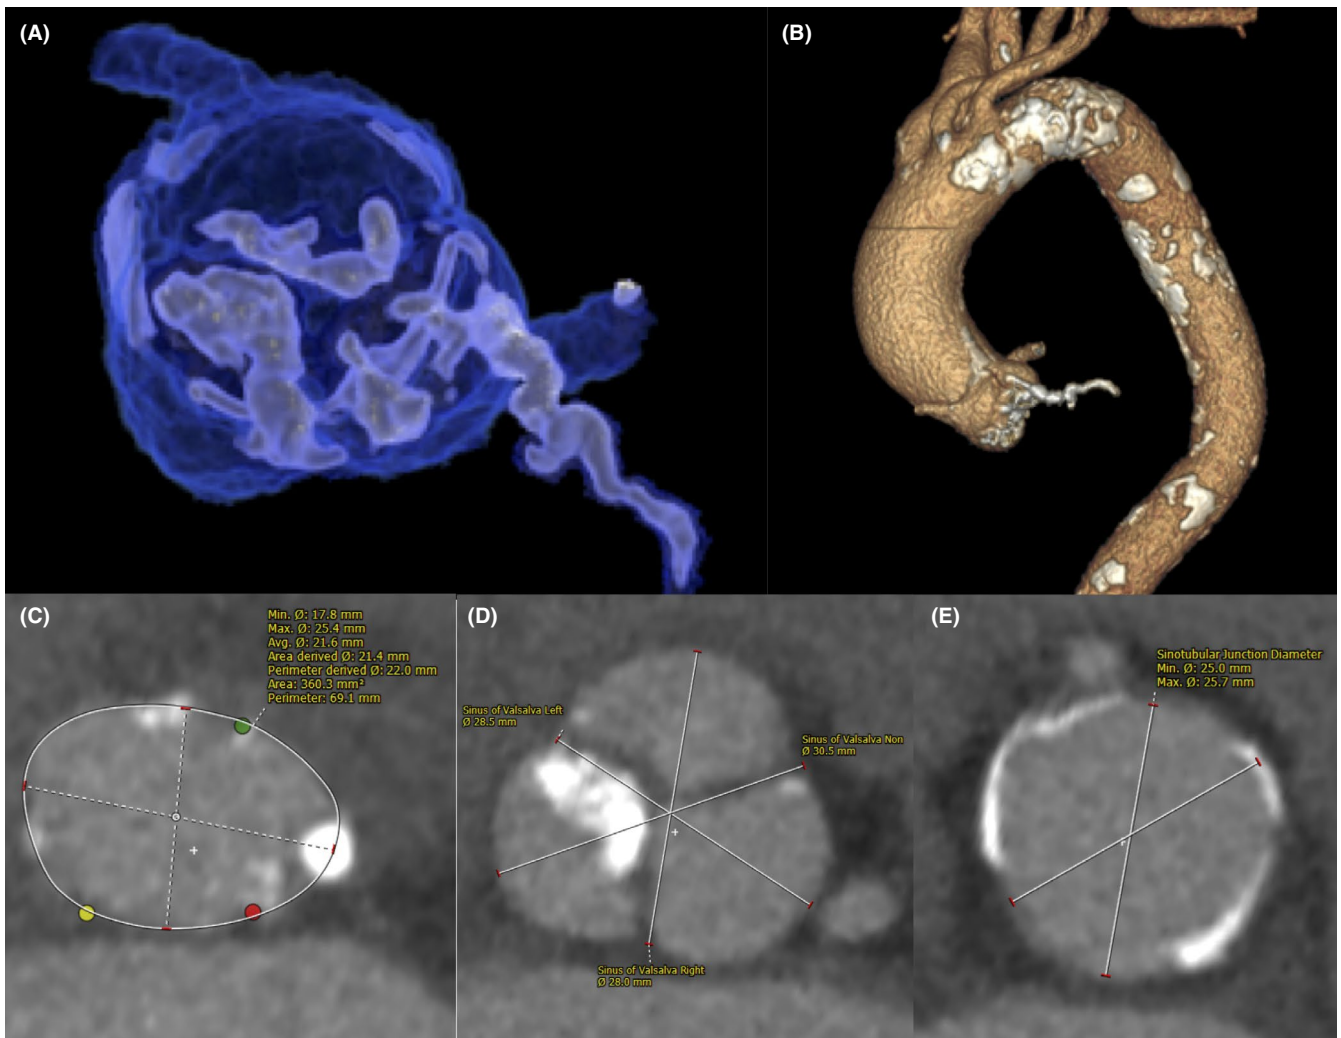 (A)
(B)
(C)
Min. Ø: 17.8 mm
Max. Ø: 25.4 mm
Avg. Ø: 21.6 mm
Area derived Ø: 21.4 mm
Perimeter derived Ø: 22.0 mm
Area: 360.3 mm²
Perimeter: 69.1 mm
(D)
Sinus of Valsalva Left
Ø 28.5 mm
Sinus of Valsalva Non
Ø 30.5 mm
Sinus of Valsalva Right
Ø 28.0 mm
(E)
Sinotubular Junction Diameter
Min. Ø: 25.0 mm
Max. Ø: 25.7 mm